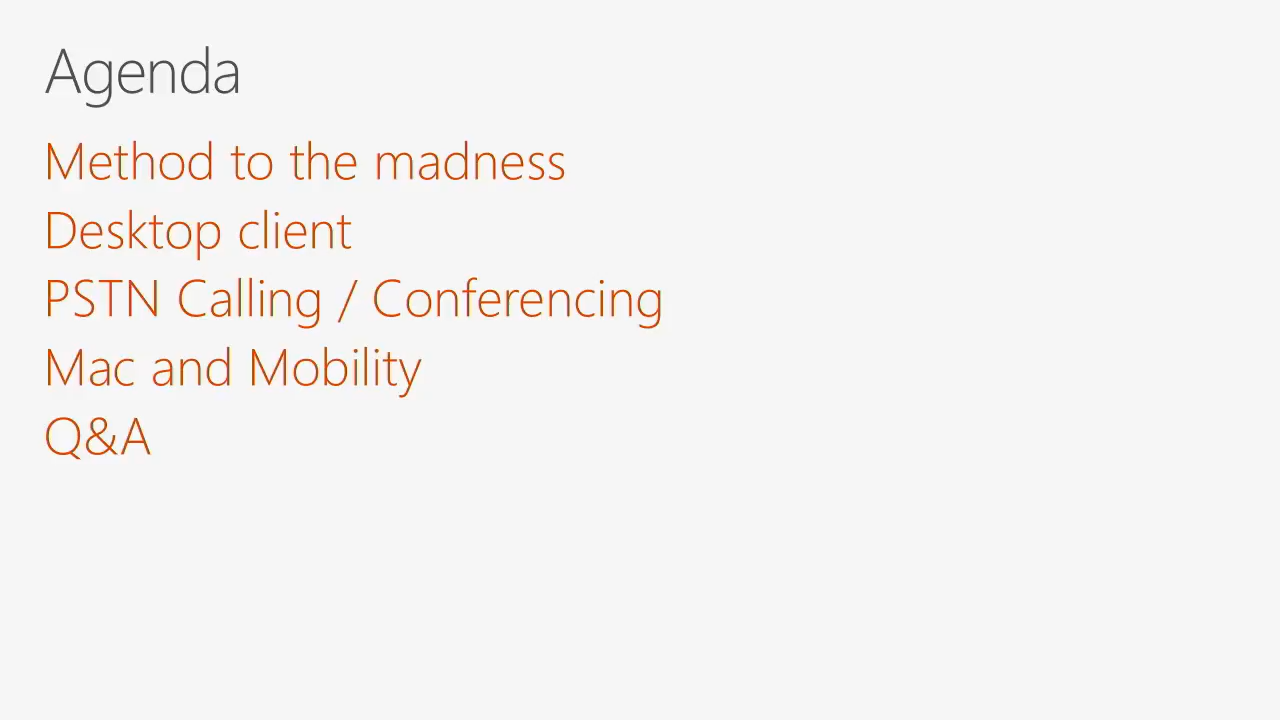 Agenda
Method to the madness
Desktop client
PSTN Calling / Conferencing
Mac and Mobility
Q&A